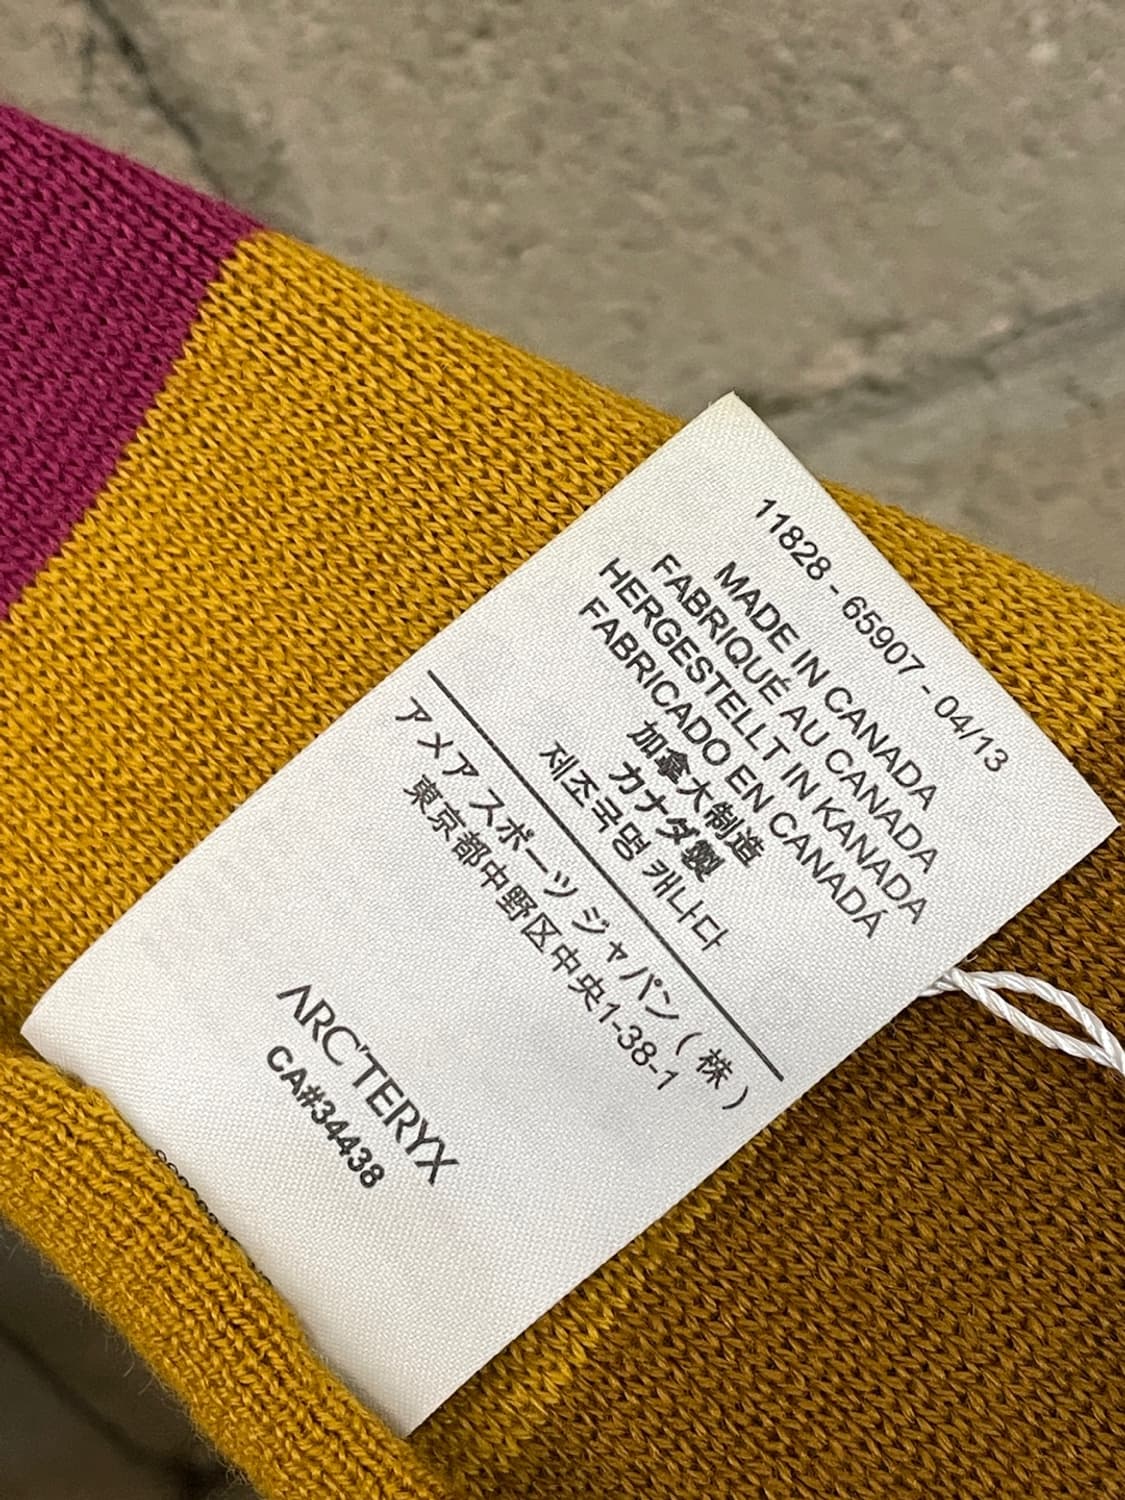 11828 - 65907 - 04/13
MADE IN CANADA
FABRIQUÉ AU CANADA
HERGESTELLT IN KANADA
FABRICADO EN CANADÁ
加拿大制造
カナダ製
제조국명 캐나다
アメア スポーツ ジャパン ( 株 )
東京都中野区中央1-38-1
ARC'TERYX
CA#34438